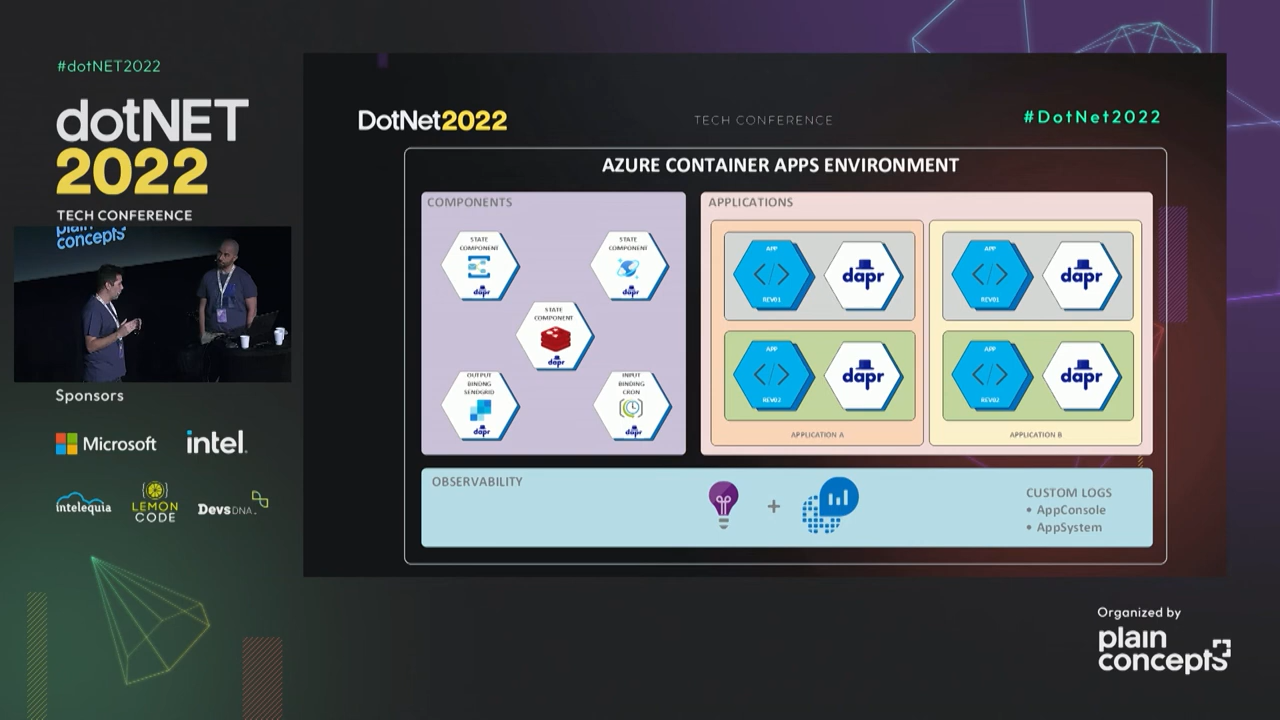 #dotNET2022
dotNET
2022
TECH CONFERENCE
plain
concepts
Sponsors
Microsoft
intel.
intelequia
LEMON
CODE
DevsDNA
DotNet2022
TECH CONFERENCE
#DotNet2022
AZURE CONTAINER APPS ENVIRONMENT
COMPONENTS
STATE
COMPONENT
dapr
STATE
COMPONENT
dapr
STATE
COMPONENT
dapr
OUTPUT
BINDNG
SENDGRID
dapr
INPUT
BINDING
CRON
dapr
APPLICATIONS
APP
REV01
dapr
APP
REV02
dapr
APPLICATION A
APP
REV01
dapr
APP
REV02
dapr
APPLICATION B
OBSERVABILITY
+
CUSTOM LOGS
• AppConsole
• AppSystem
Organized by
plain
concepts